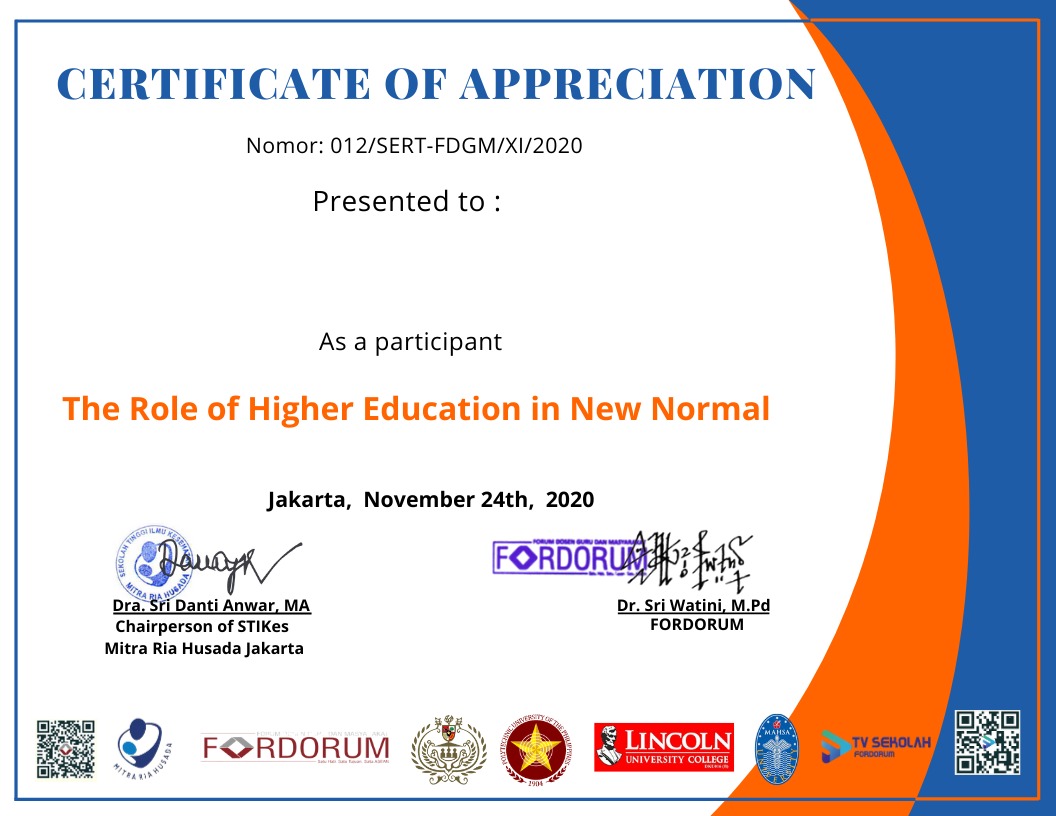 CERTIFICATE OF APPRECIATION
Nomor: 012/SERT-FDGM/XI/2020
Presented to :
As a participant
The Role of Higher Education in New Normal
Jakarta, November 24th, 2020
SEKOLAH TINGGI ILMU
MITRA RIA HUSADA
FORUM DOSEN GURU DAN MASYARAKAT
FORDORUM
Dra. Sri Danti Anwar, MA
Chairperson of STIKes
Mitra Ria Husada Jakarta
Dr. Sri Watini, M.Pd
FORDORUM
MITRA RIA HUSADA
FORDORUM
POLYTECHNIC UNIVERSITY OF THE PHILIPPINES
1904
LINCOLN
UNIVERSITY COLLEGE
MAHSA
TV SEKOLAH
FORDORUM